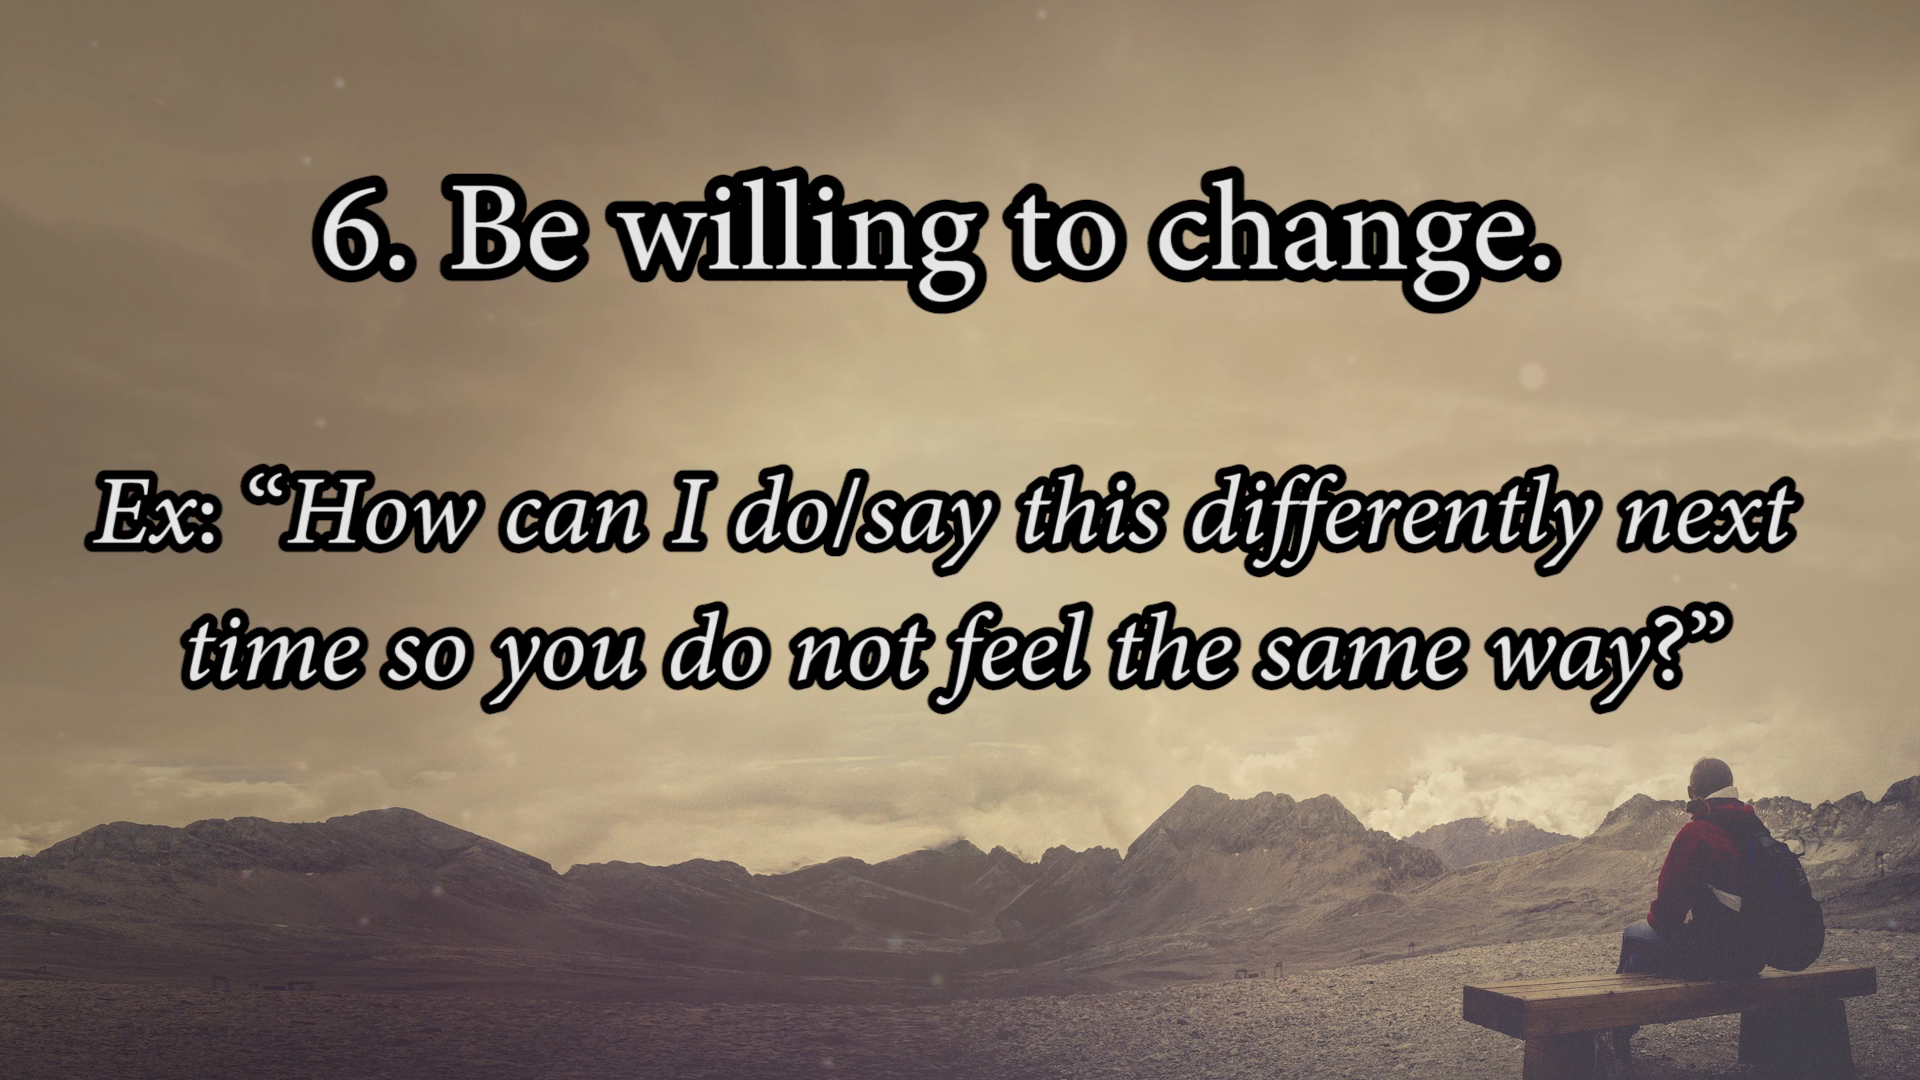 6. Be willing to change.
Ex: “How can I do/say this differently next
time so you do not feel the same way?”